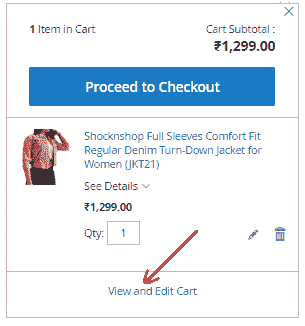 1 Item in Cart
Cart Subtotal :
₹1,299.00
Proceed to Checkout
Shocknshop Full Sleeves Comfort Fit
Regular Denim Turn-Down Jacket for
Women (JKT21)
See Details
₹1,299.00
Qty: 1
View and Edit Cart